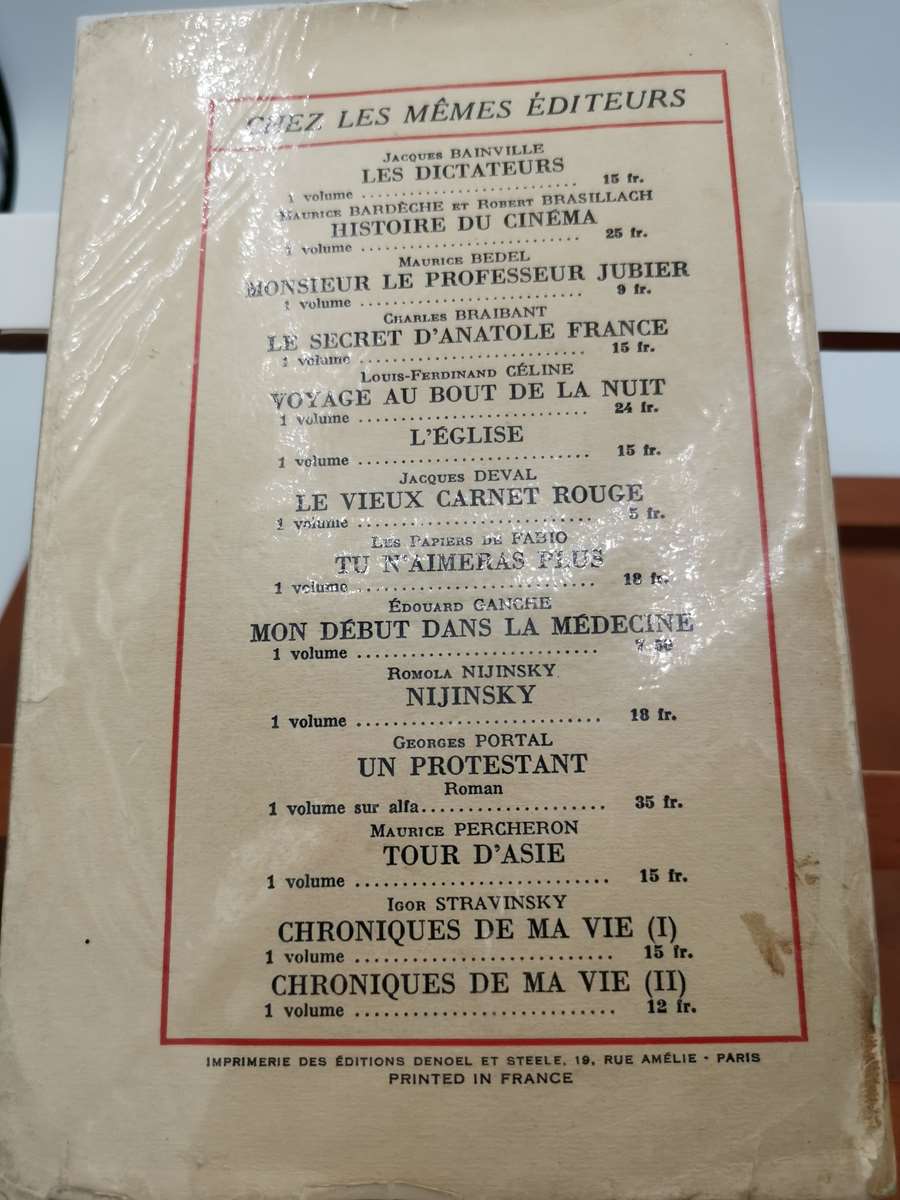 CHEZ LES MÊMES ÉDITEURS
Jacques BAINVILLE
LES DICTATEURS
1 volume ............................ 15 fr.
Maurice BARDÈCHE et Robert BRASILLACH
HISTOIRE DU CINÉMA
1 volume ............................ 25 fr.
Maurice BEDEL
MONSIEUR LE PROFESSEUR JUBIER
1 volume ............................ 9 fr.
Charles BRAIBANT
LE SECRET D'ANATOLE FRANCE
1 volume ............................ 15 fr.
Louis-Ferdinand CÉLINE
VOYAGE AU BOUT DE LA NUIT
1 volume ............................ 24 fr.
L'ÉGLISE
1 volume ............................ 15 fr.
Jacques DEVAL
LE VIEUX CARNET ROUGE
1 volume ............................ 5 fr.
Les Papiers de FABIO
TU N'AIMERAS PLUS
1 volume ............................ 18 fr.
Édouard GANCHE
MON DÉBUT DANS LA MÉDECINE
1 volume ............................ 7 50
Romola NIJINSKY
NIJINSKY
1 volume ............................ 18 fr.
Georges PORTAL
UN PROTESTANT
Roman
1 volume sur alfa..................... 35 fr.
Maurice PERCHERON
TOUR D'ASIE
1 volume ............................ 15 fr.
Igor STRAVINSKY
CHRONIQUES DE MA VIE (I)
1 volume ............................ 15 fr.
CHRONIQUES DE MA VIE (II)
1 volume ............................ 12 fr.
IMPRIMERIE DES ÉDITIONS DENOEL ET STEELE, 19, RUE AMÉLIE - PARIS
PRINTED IN FRANCE